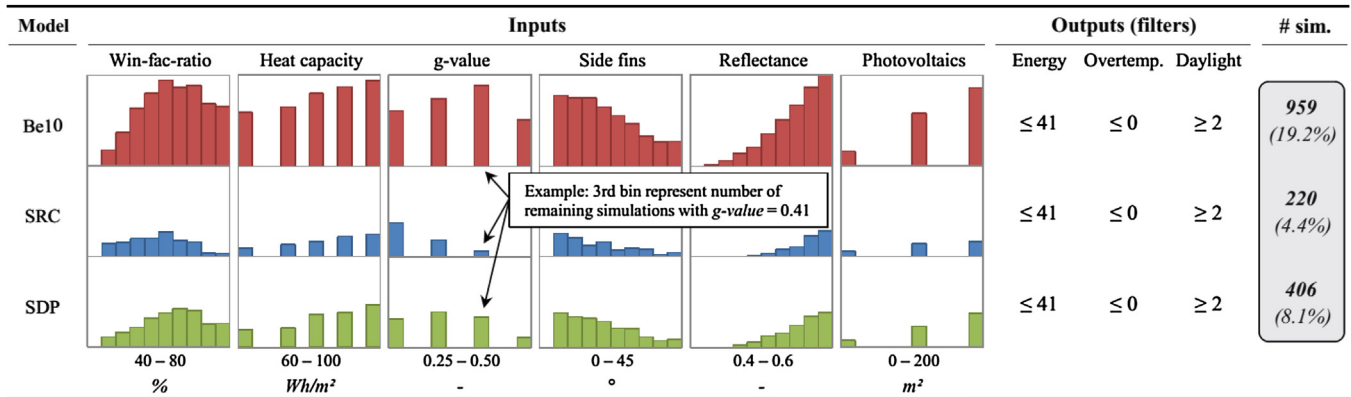 Model Inputs Outputs (filters) # sim.
Win-fac-ratio Heat capacity g-value Side fins Reflectance Photovoltaics Energy Overtemp. Daylight
Be10 ≤ 41 ≤ 0 ≥ 2 959
(19.2%)
Example: 3rd bin represent number of
remaining simulations with g-value = 0.41
SRC ≤ 41 ≤ 0 ≥ 2 220
(4.4%)
SDP ≤ 41 ≤ 0 ≥ 2 406
(8.1%)
40 – 80 60 – 100 0.25 – 0.50 0 – 45 0.4 – 0.6 0 – 200
% Wh/m² - ° - m²